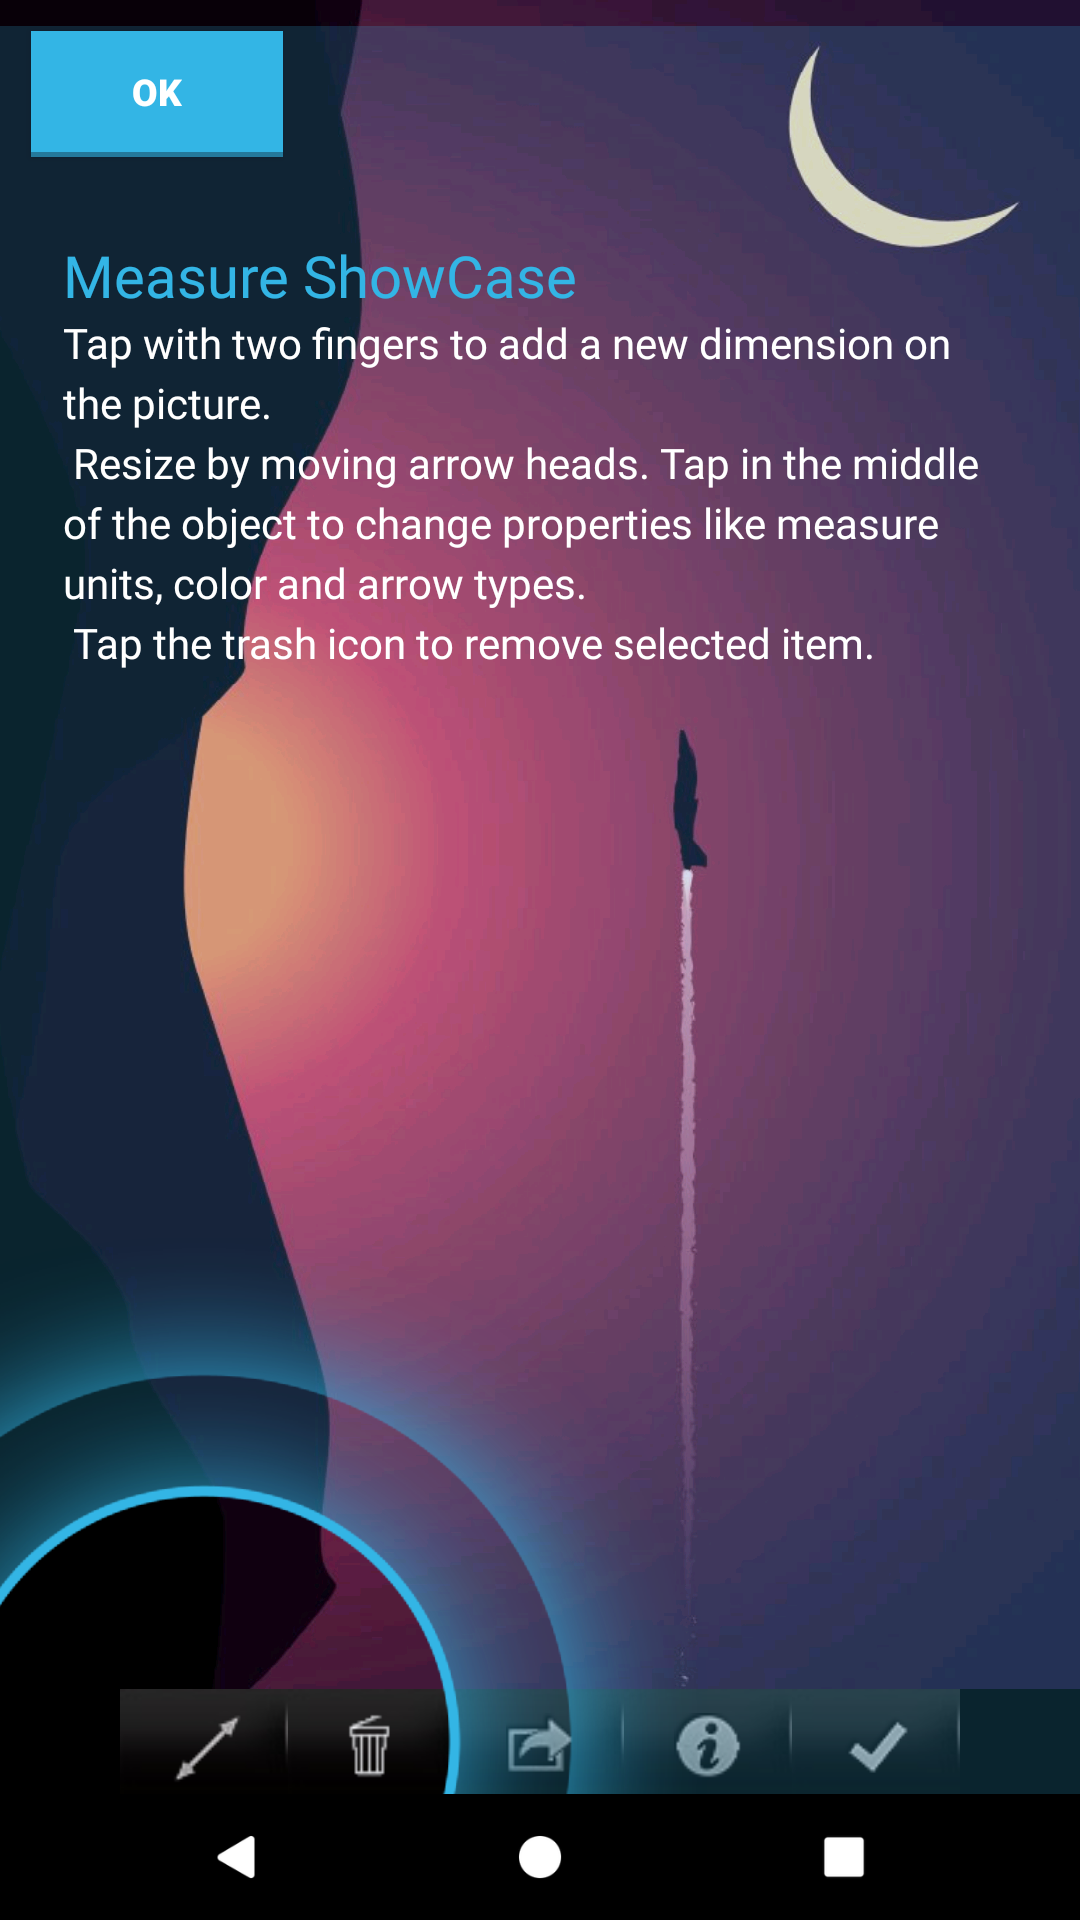 OK
Measure ShowCase
Tap with two fingers to add a new dimension on
the picture.
Resize by moving arrow heads. Tap in the middle
of the object to change properties like measure
units, color and arrow types.
Tap the trash icon to remove selected item.